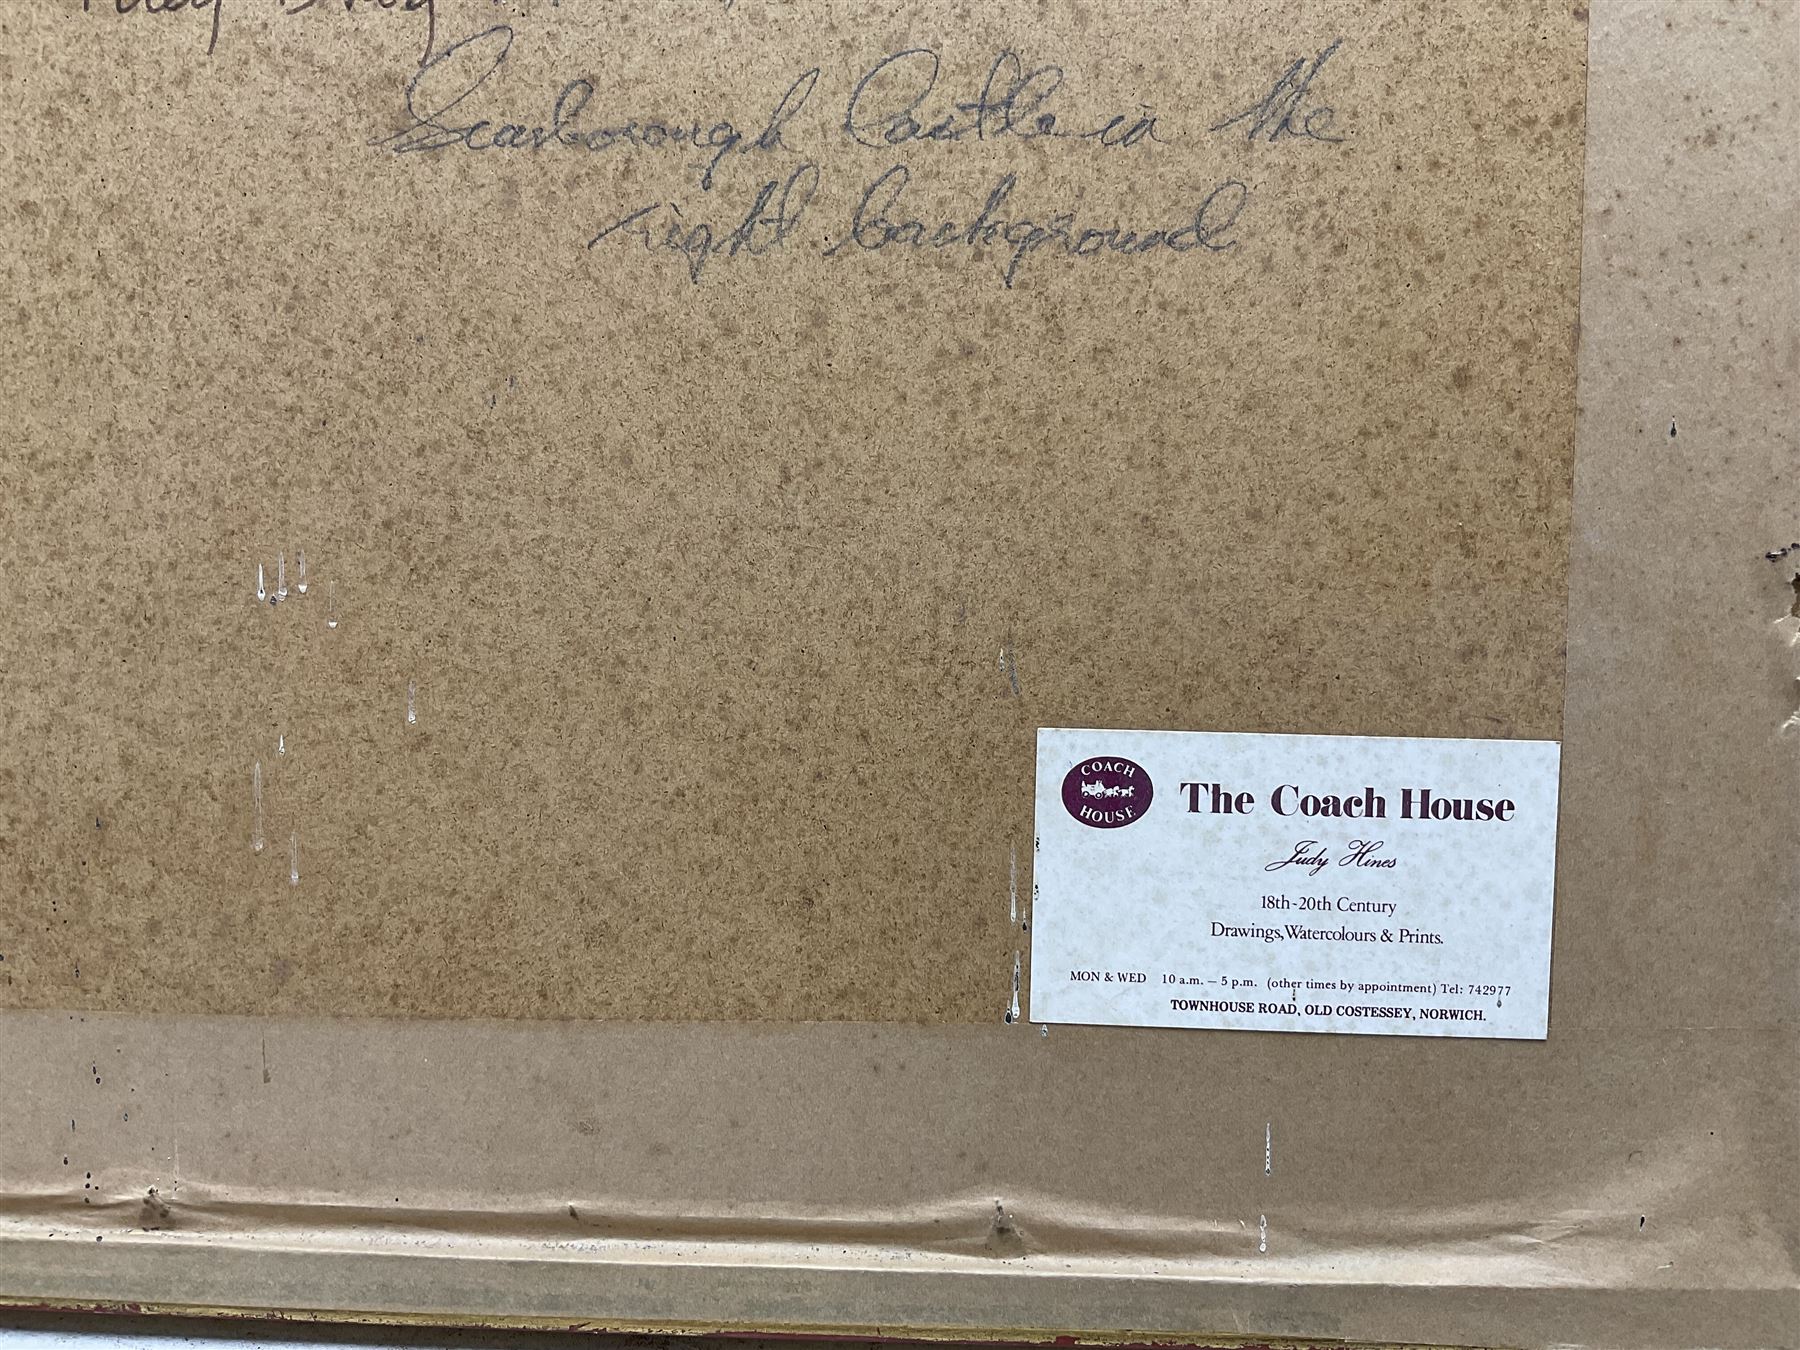 Scarborough Castle in the
right background
COACH
HOUSE
The Coach House
Judy Hines
18th-20th Century
Drawings, Watercolours & Prints.
MON & WED 10 a.m. – 5 p.m. (other times by appointment) Tel: 742977
TOWNHOUSE ROAD, OLD COSTESSEY, NORWICH.